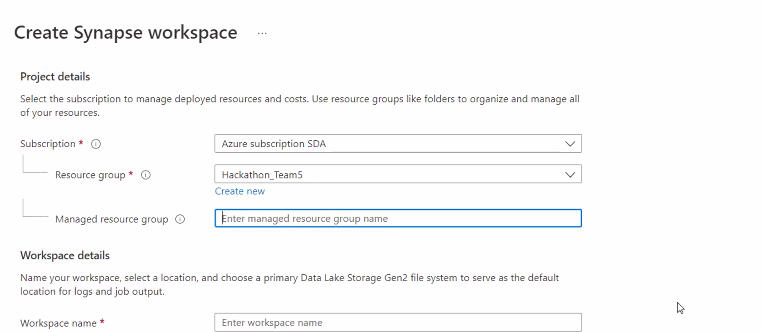 Create Synapse workspace ...
Project details
Select the subscription to manage deployed resources and costs. Use resource groups like folders to organize and manage all
of your resources.
Subscription * Azure subscription SDA
Resource group * Hackathon_Team5
Create new
Managed resource group Enter managed resource group name
Workspace details
Name your workspace, select a location, and choose a primary Data Lake Storage Gen2 file system to serve as the default
location for logs and job output.
Workspace name * Enter workspace name